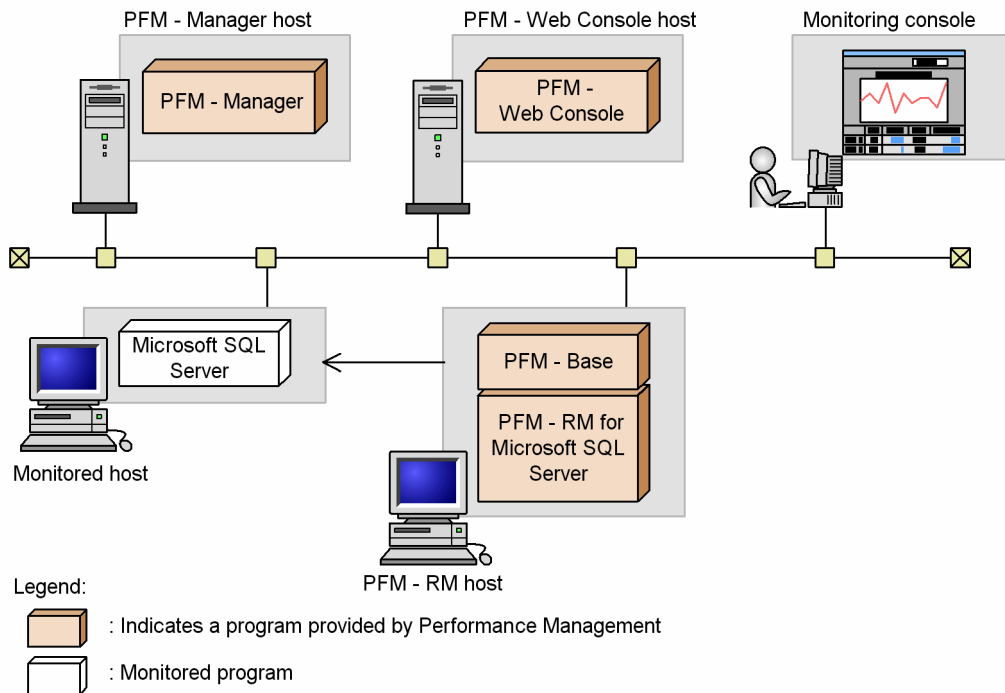 PFM - Manager host
PFM - Web Console host
Monitoring console
PFM - Manager
PFM -
Web Console
Microsoft SQL
Server
PFM - Base
PFM - RM for
Microsoft SQL
Server
Monitored host
PFM - RM host
Legend:
: Indicates a program provided by Performance Management
: Monitored program